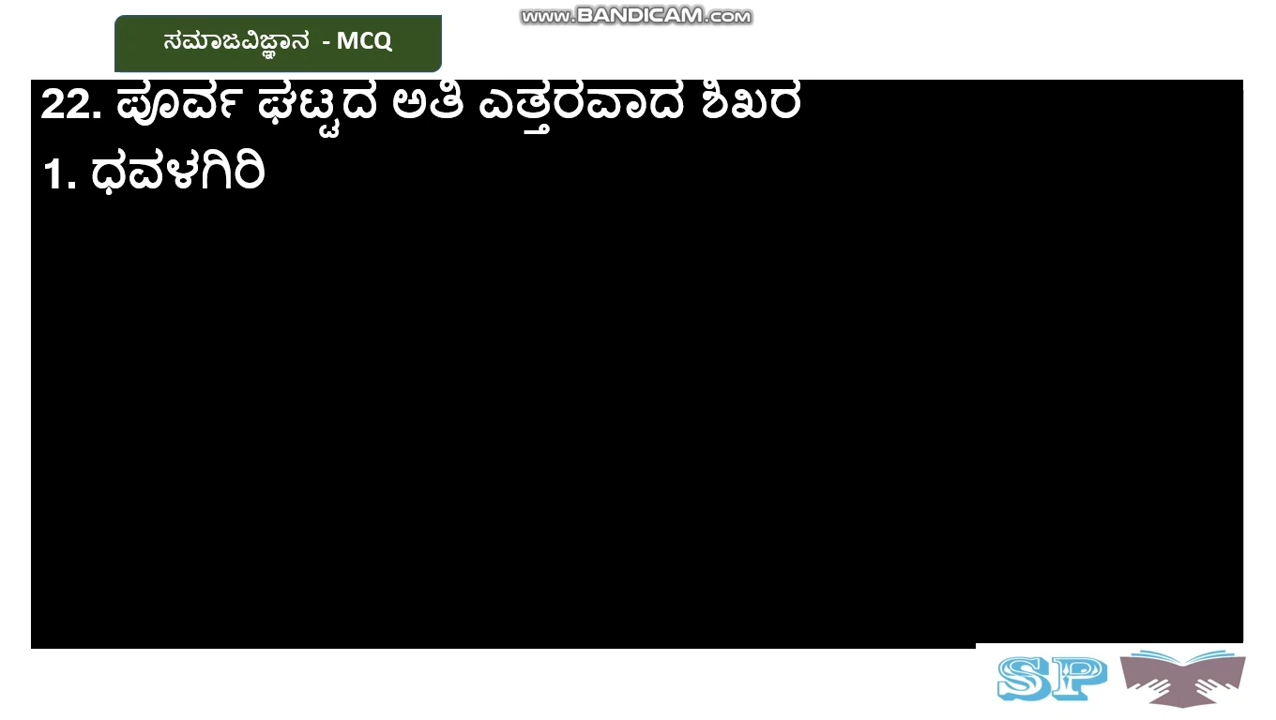 www.BANDICAM.com
ಸಮಾಜವಿಜ್ಞಾನ - MCQ
22. ಪೂರ್ವ ಘಟ್ಟದ ಅತಿ ಎತ್ತರವಾದ ಶಿಖರ
1. ಧವಳಗಿರಿ
SP